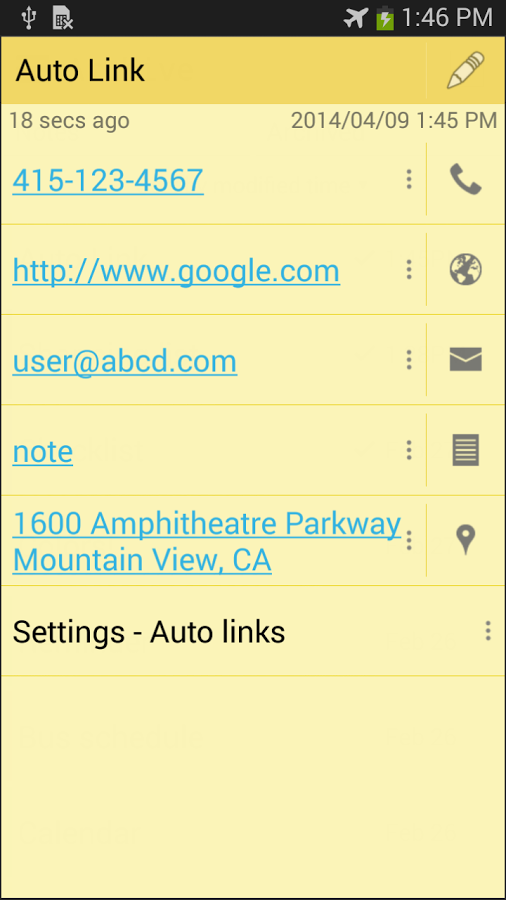 1:46 PM
Auto Link
18 secs ago 2014/04/09 1:45 PM
415-123-4567
http://www.google.com
user@abcd.com
note
1600 Amphitheatre Parkway
Mountain View, CA
Settings - Auto links